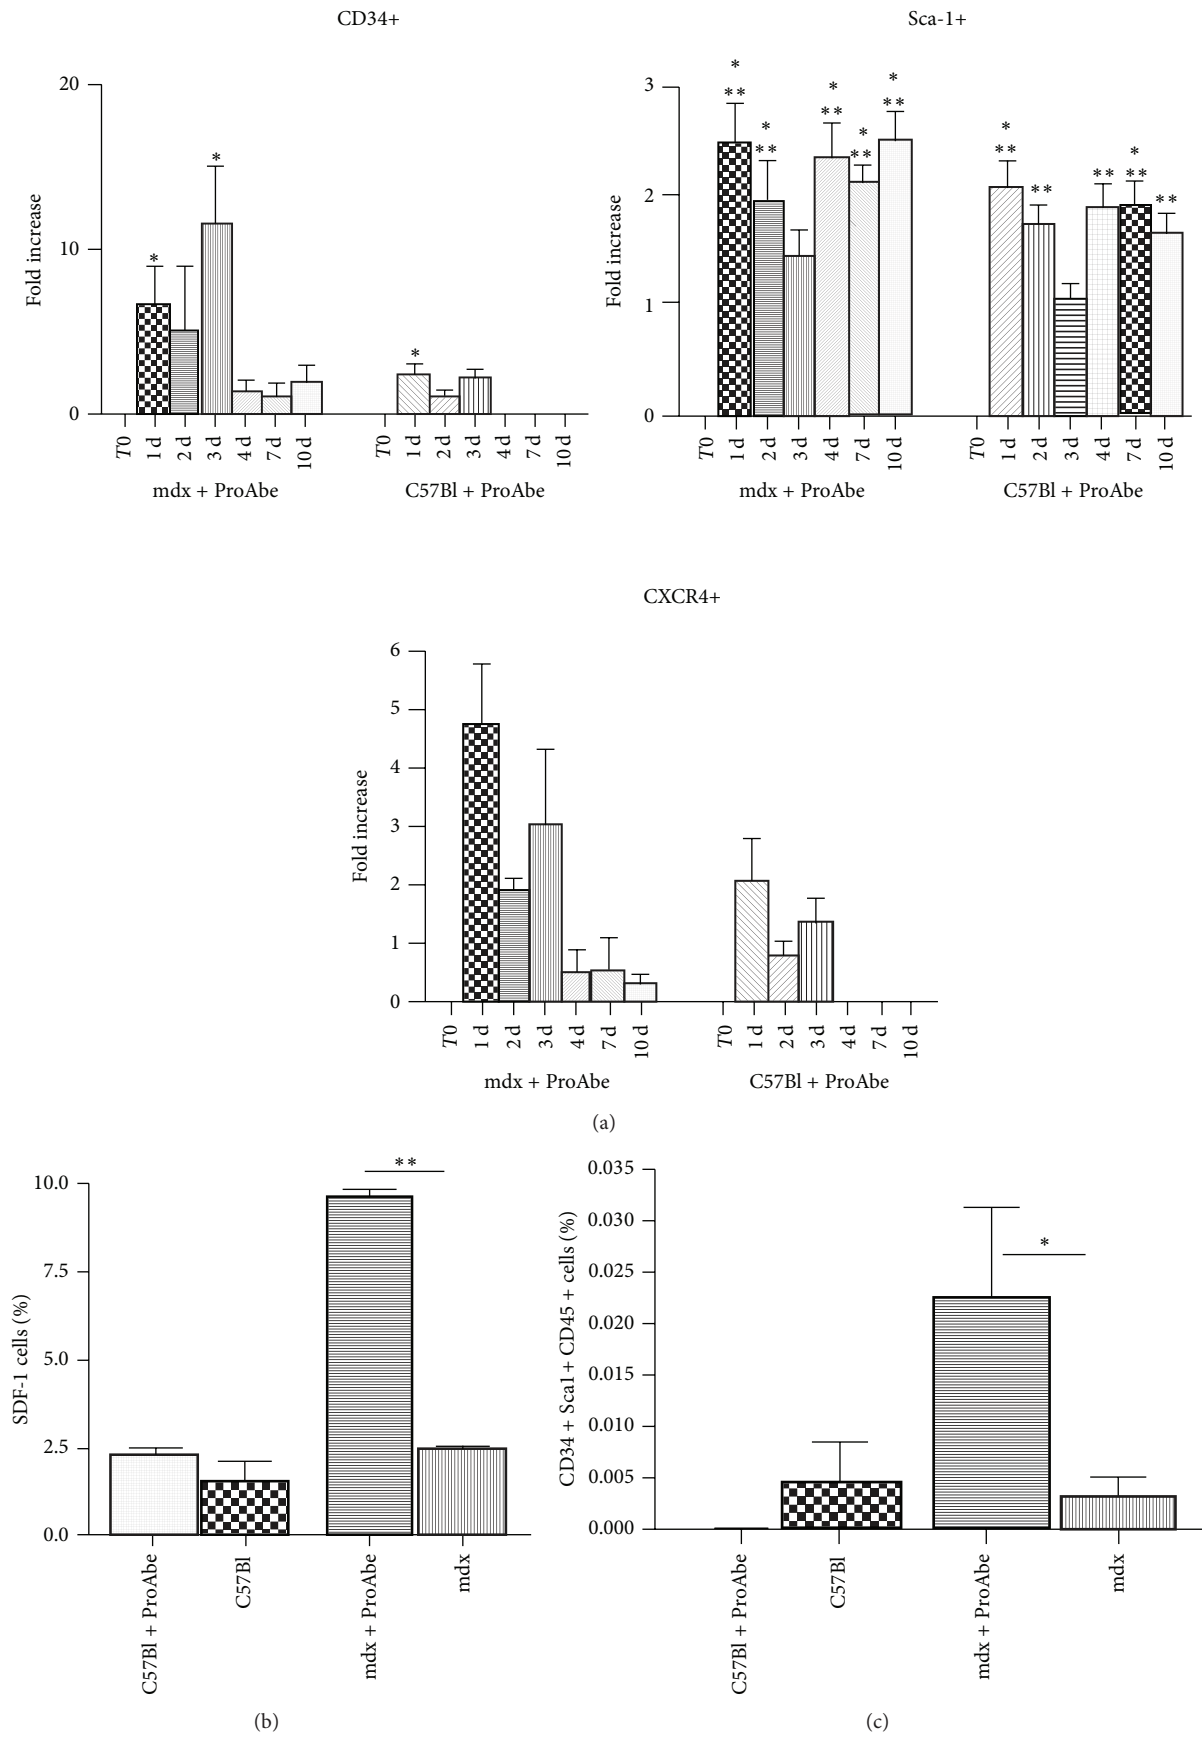 CD34+
20
10
0
Fold increase
*
*
*
T0 1 d 2 d 3 d 4 d 7 d 10 d
T0 1 d 2 d 3 d 4 d 7 d 10 d
mdx + ProAbe
C57Bl + ProAbe
Sca-1+
3
2
1
0
Fold increase
*
**
*
**
*
**
*
**
*
**
*
**
**
**
*
**
**
T0 1 d 2 d 3 d 4 d 7 d 10 d
T0 1 d 2 d 3 d 4 d 7 d 10 d
mdx + ProAbe
C57Bl + ProAbe
CXCR4+
6
5
4
3
2
1
0
Fold increase
T0 1 d 2 d 3 d 4 d 7 d 10 d
T0 1 d 2 d 3 d 4 d 7 d 10 d
mdx + ProAbe
C57Bl + ProAbe
(a)
10.0
7.5
5.0
2.5
0.0
SDF-1 cells (%)
**
C57Bl + ProAbe
C57Bl
mdx + ProAbe
mdx
(b)
0.035
0.030
0.025
0.020
0.015
0.010
0.005
0.000
CD34 + Sca1 + CD45 + cells (%)
*
C57Bl + ProAbe
C57Bl
mdx + ProAbe
mdx
(c)